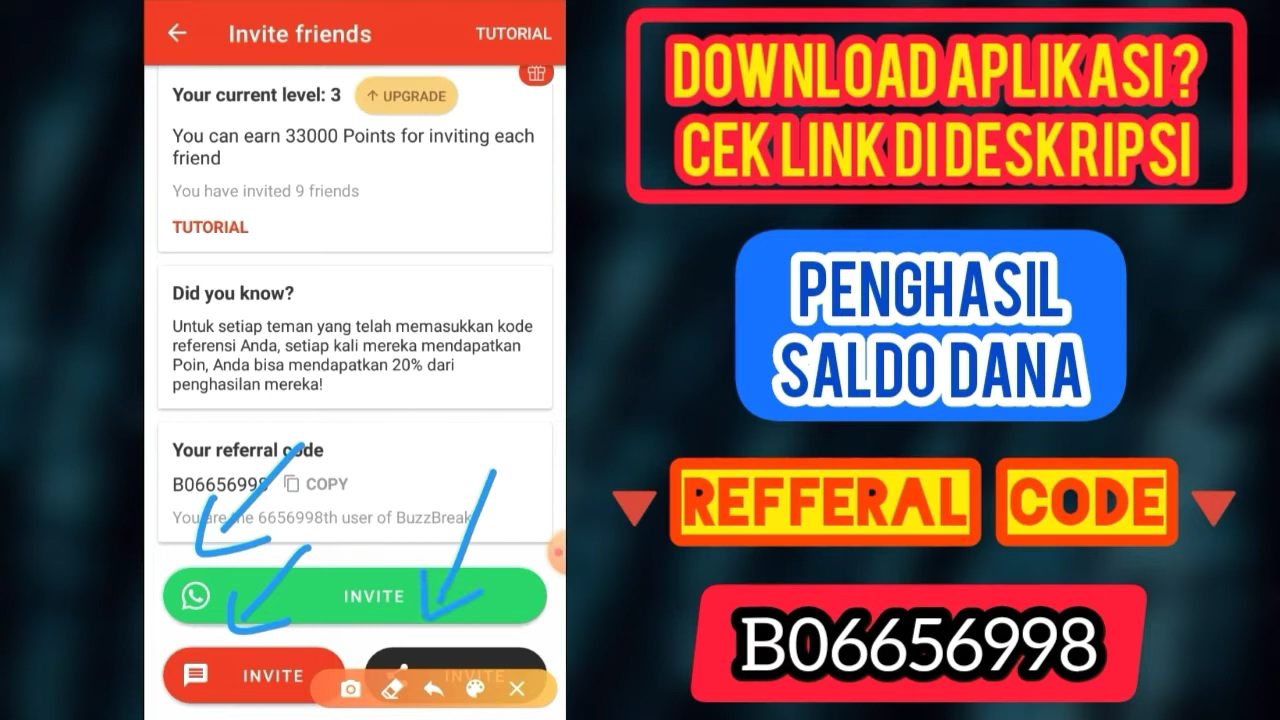 Invite friends
TUTORIAL
Your current level: 3
UPGRADE
You can earn 33000 Points for inviting each
friend
You have invited 9 friends
TUTORIAL
Did you know?
Untuk setiap teman yang telah memasukkan kode
referensi Anda, setiap kali mereka mendapatkan
Poin, Anda bisa mendapatkan 20% dari
penghasilan mereka!
Your referral code
B06656998
COPY
You are the 6656998th user of BuzzBreak
INVITE
INVITE
INVITE
DOWNLOAD APLIKASI ?
CEK LINK DI DESKRIPSI
PENGHASIL
SALDO DANA
REFFERAL CODE
B06656998